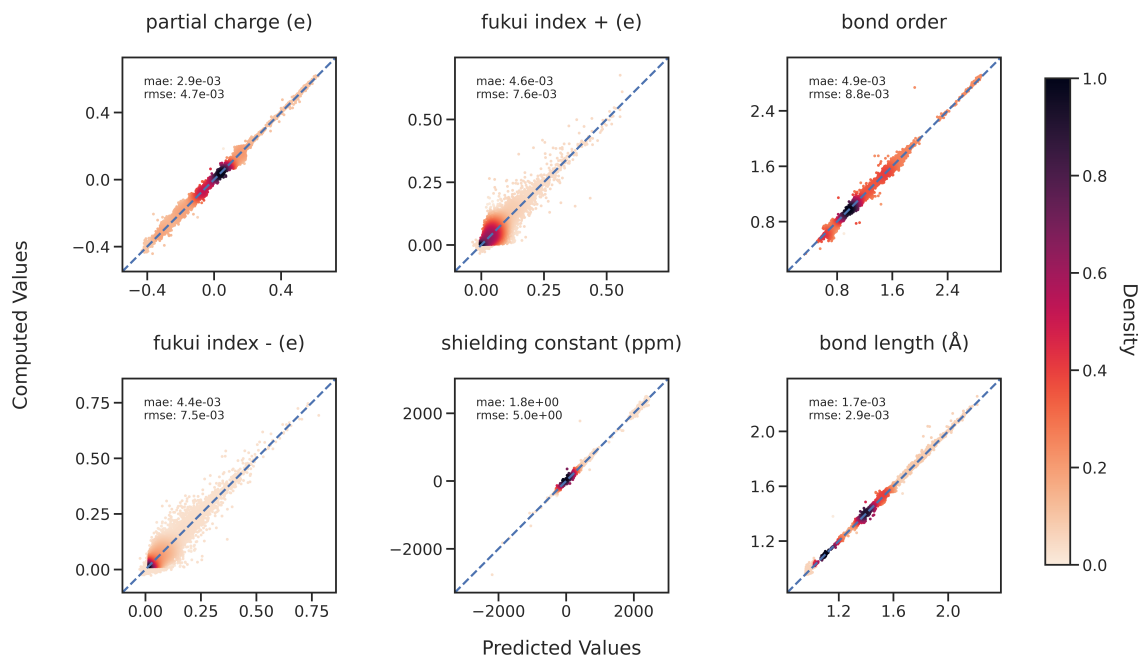 partial charge (e)
fukui index + (e)
bond order
mae: 2.9e-03
rmse: 4.7e-03
0.4
0.0
−0.4
−0.4
0.0
0.4
mae: 4.6e-03
rmse: 7.6e-03
0.50
0.25
0.00
0.00
0.25
0.50
mae: 4.9e-03
rmse: 8.8e-03
2.4
1.6
0.8
0.8
1.6
2.4
fukui index - (e)
shielding constant (ppm)
bond length (Å)
mae: 4.4e-03
rmse: 7.5e-03
0.75
0.50
0.25
0.00
0.00
0.25
0.50
0.75
mae: 1.8e+00
rmse: 5.0e+00
2000
0
−2000
−2000
0
2000
mae: 1.7e-03
rmse: 2.9e-03
2.0
1.6
1.2
1.2
1.6
2.0
Computed Values
Predicted Values
1.0
0.8
0.6
0.4
0.2
0.0
Density